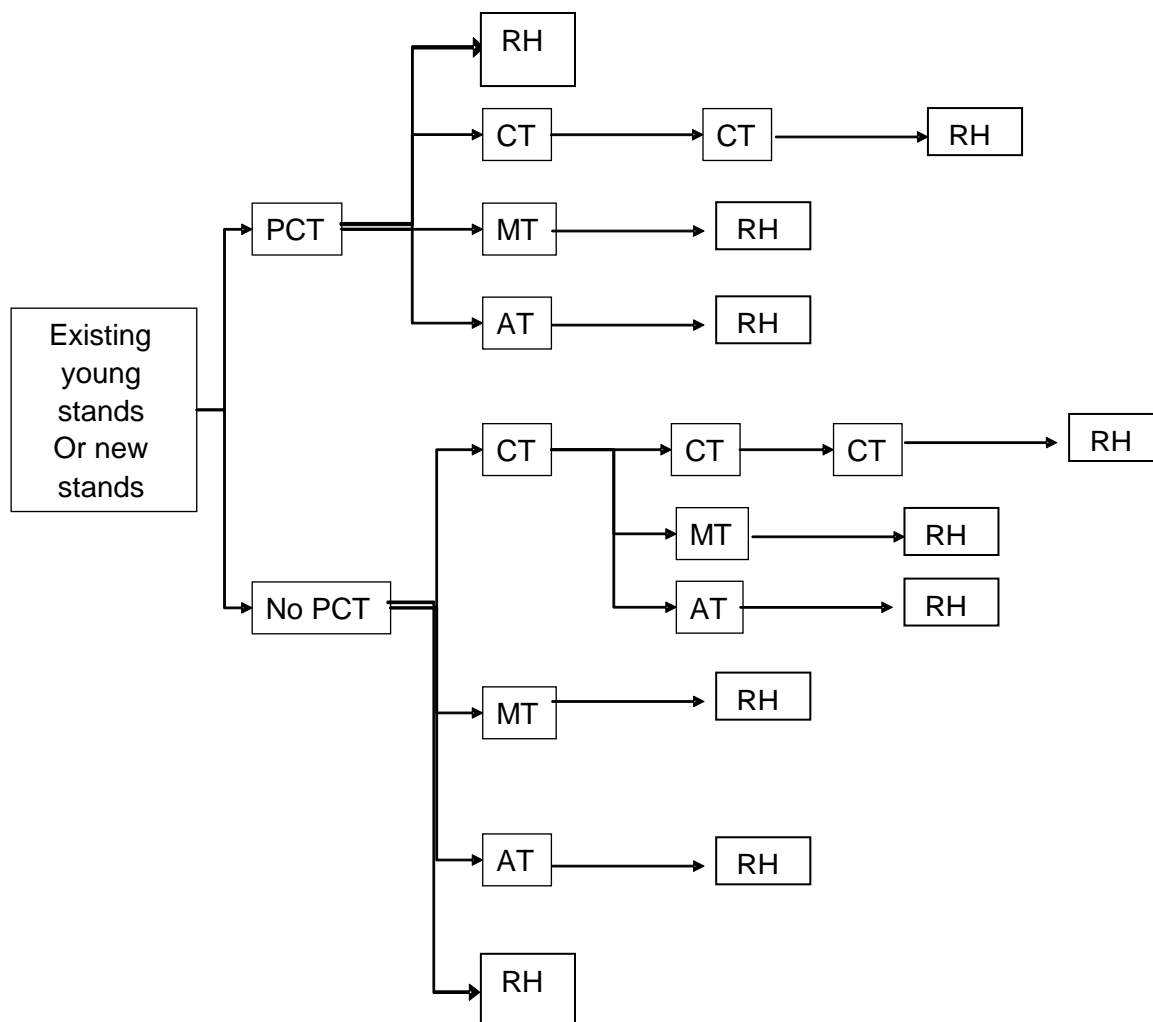 RH
CT CT RH
PCT MT RH
AT RH
Existing
young
stands
Or new
stands
CT CT CT RH
MT RH
No PCT AT RH
MT RH
AT RH
RH